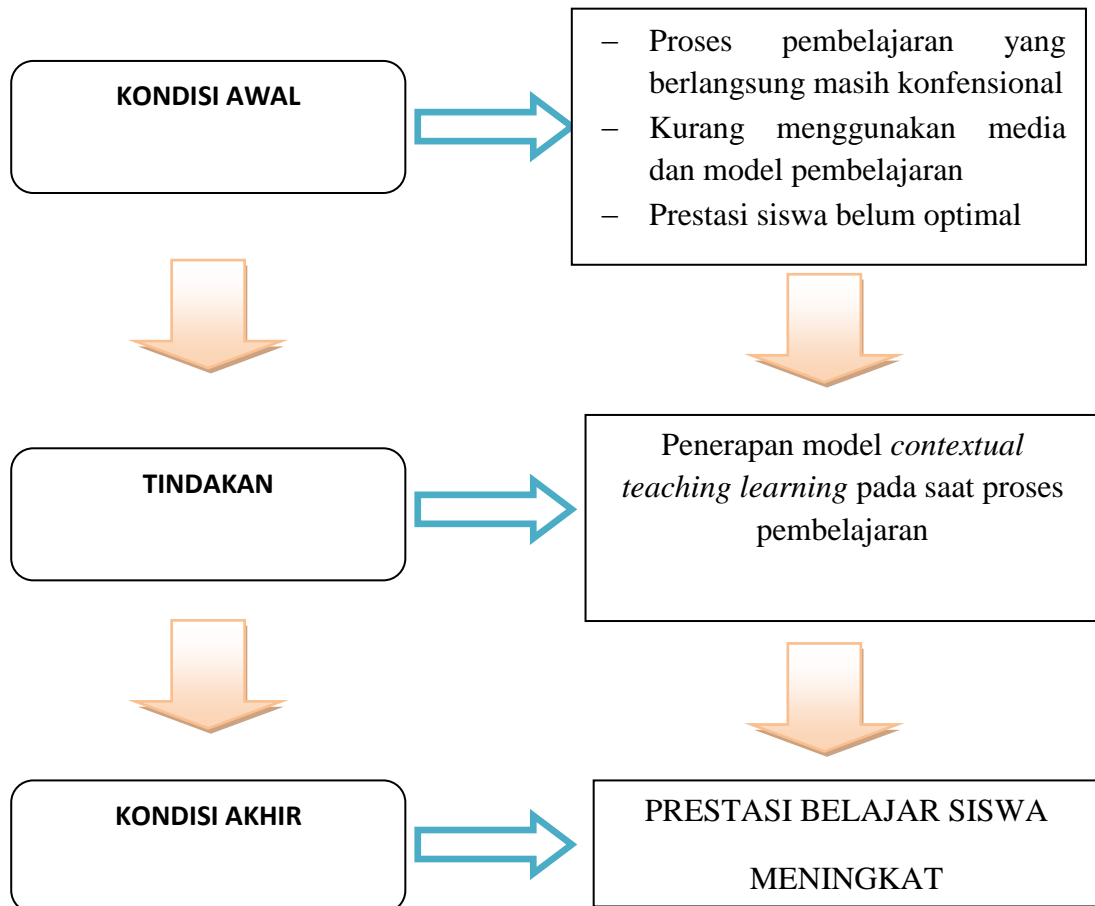 KONDISI AWAL
– Proses pembelajaran yang
berlangsung masih konfensional
– Kurang menggunakan media
dan model pembelajaran
– Prestasi siswa belum optimal
TINDAKAN
Penerapan model contextual
teaching learning pada saat proses
pembelajaran
KONDISI AKHIR
PRESTASI BELAJAR SISWA
MENINGKAT